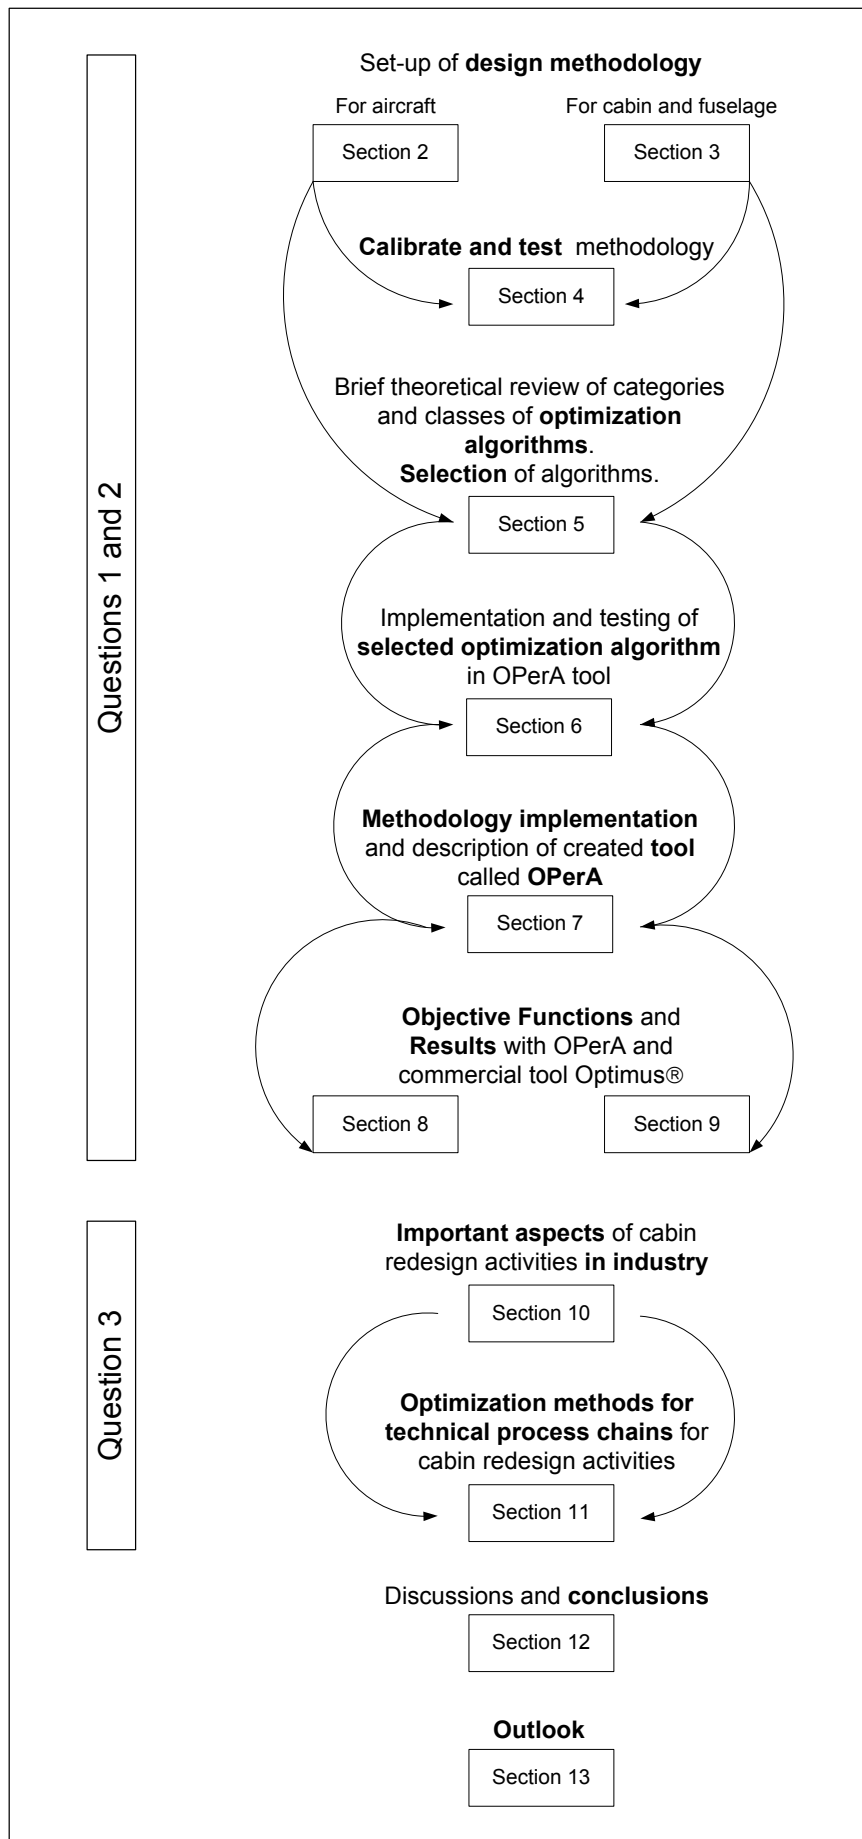 Set-up of design methodology
For aircraft
For cabin and fuselage
Section 2
Section 3
Calibrate and test methodology
Section 4
Brief theoretical review of categories
and classes of optimization
algorithms.
Selection of algorithms.
Section 5
Implementation and testing of
selected optimization algorithm
in OPerA tool
Section 6
Methodology implementation
and description of created tool
called OPerA
Section 7
Objective Functions and
Results with OPerA and
commercial tool Optimus®
Section 8
Section 9
Questions 1 and 2
Important aspects of cabin
redesign activities in industry
Section 10
Optimization methods for
technical process chains for
cabin redesign activities
Section 11
Question 3
Discussions and conclusions
Section 12
Outlook
Section 13